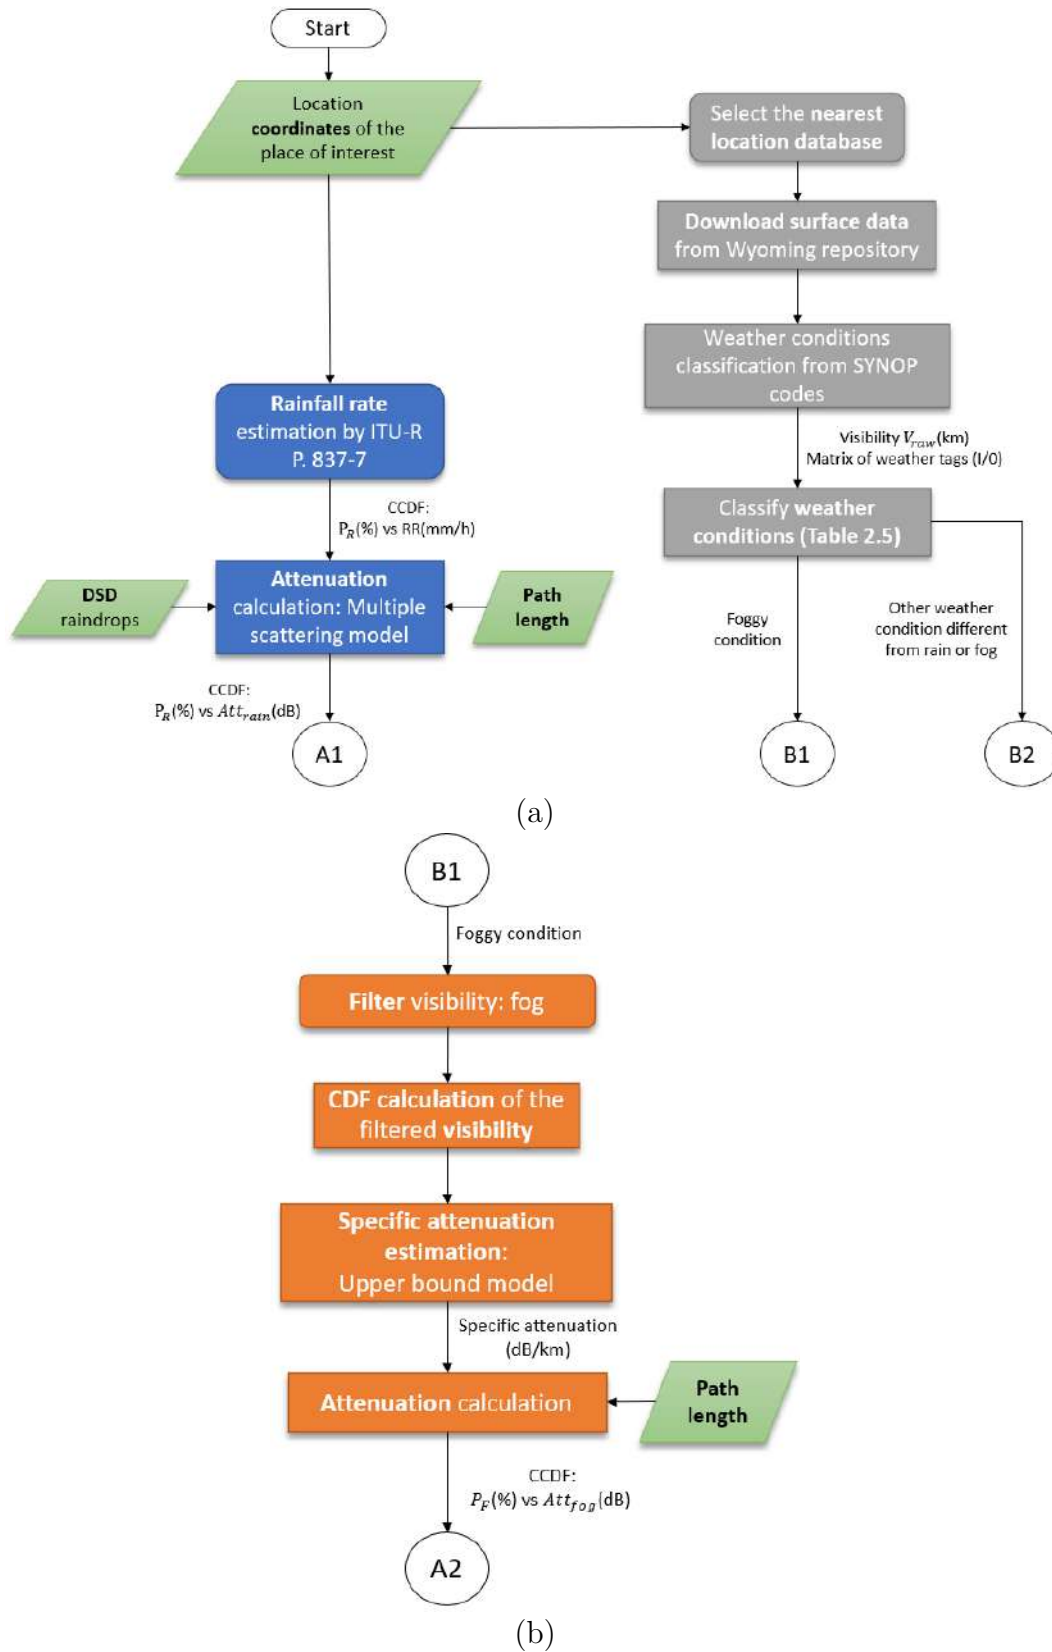 Start
Location
coordinates of the
place of interest
Select the nearest
location database
Download surface data
from Wyoming repository
Weather conditions
classification from SYNOP
codes
Visibility V_raw(km)
Matrix of weather tags (I/0)
Rainfall rate
estimation by ITU-R
P. 837-7
CCDF:
P_R(%) vs RR(mm/h)
Classify weather
conditions (Table 2.5)
DSD
raindrops
Attenuation
calculation: Multiple
scattering model
Path
length
Foggy
condition
Other weather
condition different
from rain or fog
CCDF:
P_R(%) vs Att_rain(dB)
A1
B1
B2
(a)
B1
Foggy condition
Filter visibility: fog
CDF calculation of the
filtered visibility
Specific attenuation
estimation:
Upper bound model
Specific attenuation
(dB/km)
Attenuation calculation
Path
length
CCDF:
P_F(%) vs Att_fog(dB)
A2
(b)